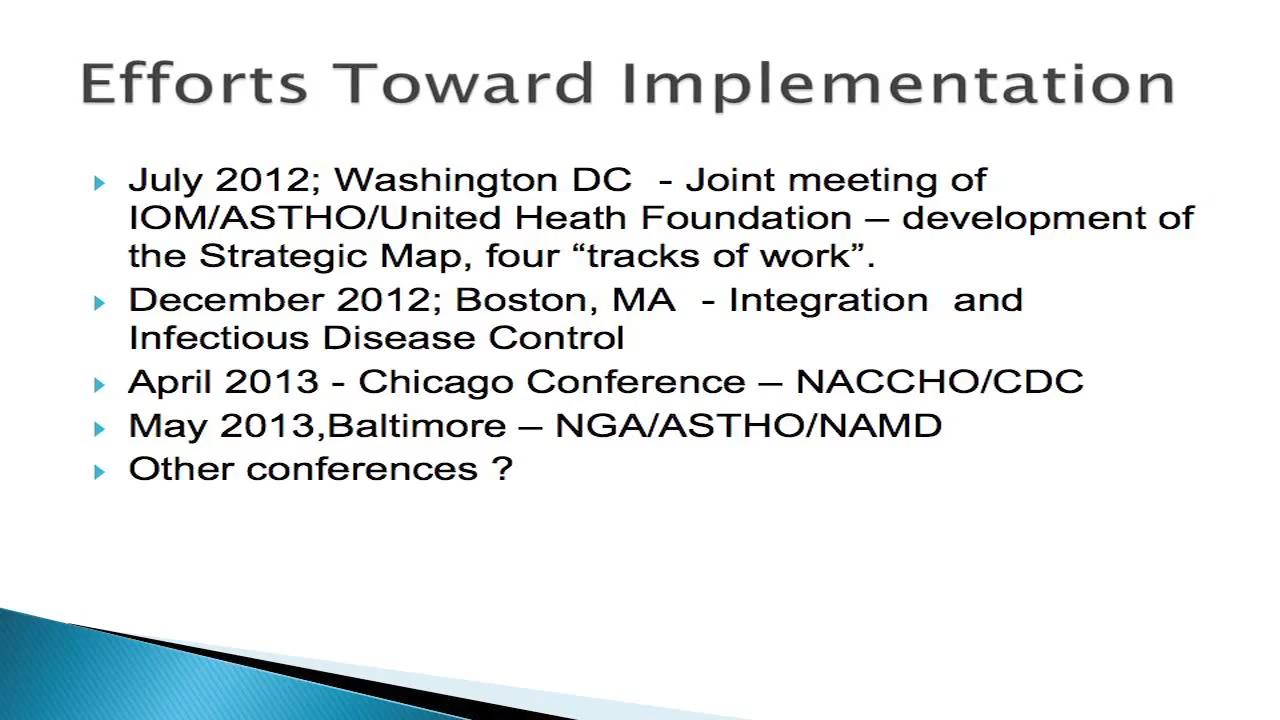 Efforts Toward Implementation
July 2012; Washington DC  - Joint meeting of
IOM/ASTHO/United Heath Foundation – development of
the Strategic Map, four “tracks of work”.
December 2012; Boston, MA  - Integration  and
Infectious Disease Control
April 2013 - Chicago Conference – NACCHO/CDC
May 2013,Baltimore – NGA/ASTHO/NAMD
Other conferences ?